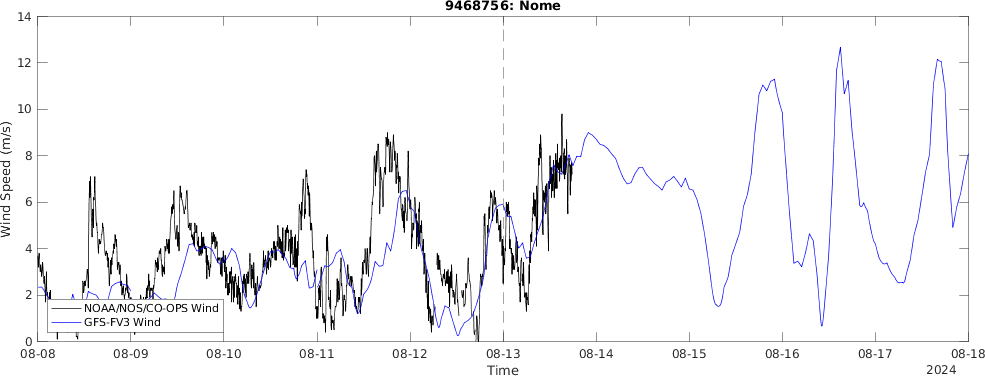 9468756: Nome
14
12
10
8
6
4
2
0
Wind Speed (m/s)
NOAA/NOS/CO-OPS Wind
GFS-FV3 Wind
08-08 08-09 08-10 08-11 08-12 08-13 08-14 08-15 08-16 08-17 08-18
Time
2024